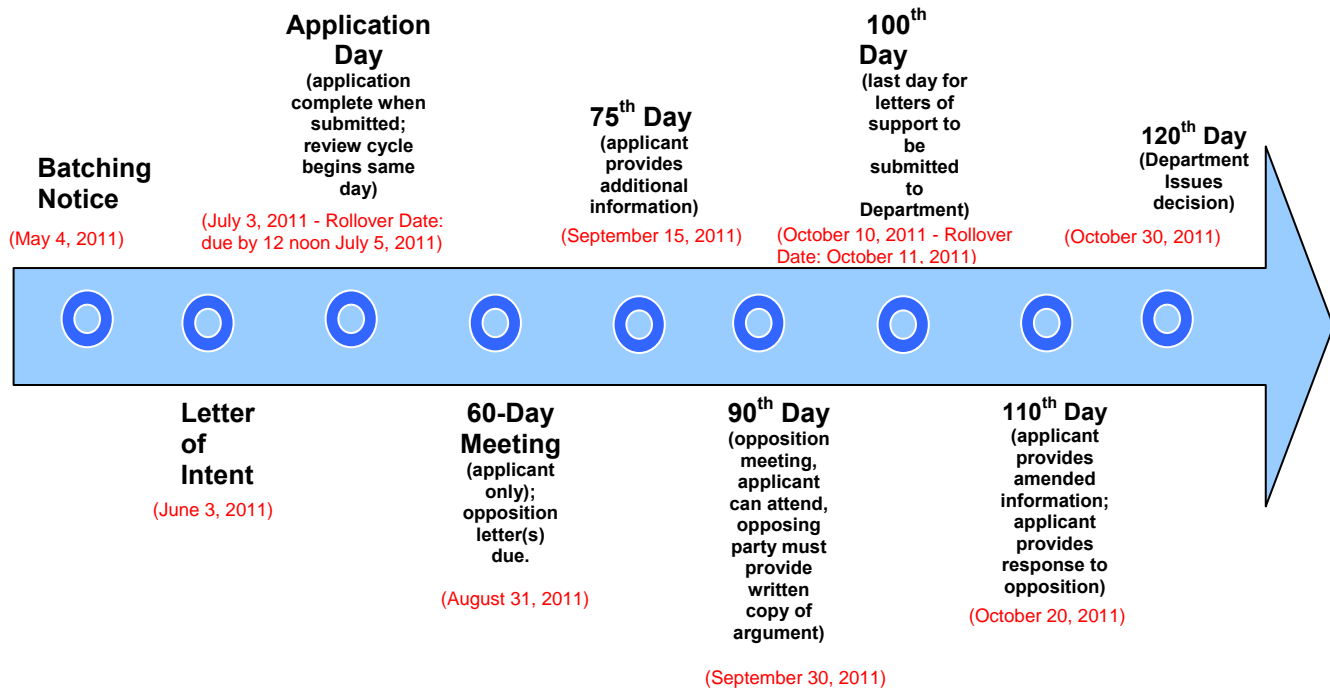 Batching
Notice
(May 4, 2011)
Letter
of
Intent
(June 3, 2011)
Application
Day
(application
complete when
submitted;
review cycle
begins same
day)
(July 3, 2011 - Rollover Date:
due by 12 noon July 5, 2011)
60-Day
Meeting
(applicant
only);
opposition
letter(s)
due.
(August 31, 2011)
75th Day
(applicant
provides
additional
information)
(September 15, 2011)
90th Day
(opposition
meeting,
applicant
can attend,
opposing
party must
provide
written
copy of
argument)
(September 30, 2011)
100th
Day
(last day for
letters of
support to
be
submitted
to
Department)
(October 10, 2011 - Rollover
Date: October 11, 2011)
110th Day
(applicant
provides
amended
information;
applicant
provides
response to
opposition)
(October 20, 2011)
120th Day
(Department
Issues
decision)
(October 30, 2011)